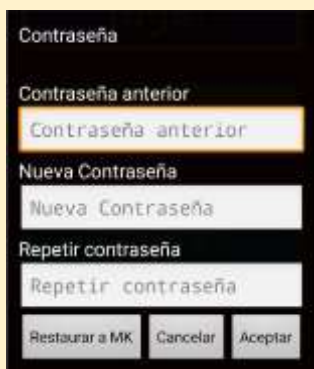 Contraseña
Contraseña anterior
Contraseña anterior
Nueva Contraseña
Nueva Contraseña
Repetir contraseña
Repetir contraseña
Restaurar a MK Cancelar Aceptar